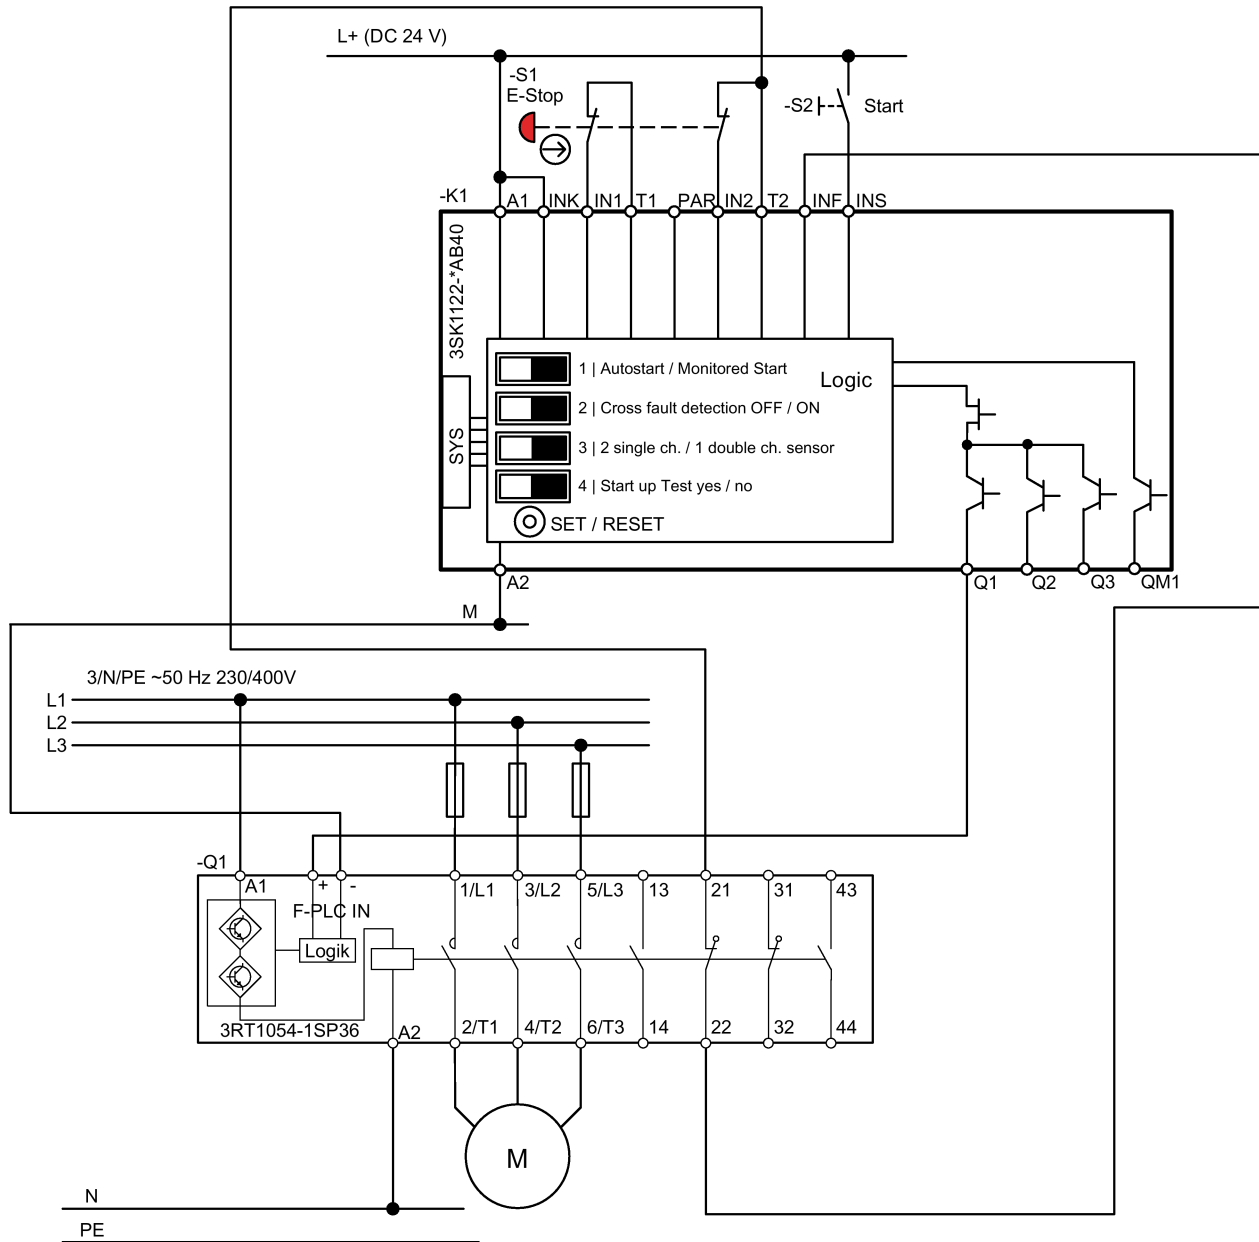 L+ (DC 24 V)
-S1
E-Stop
-S2
Start
-K1
A1
INK
IN1
T1
PAR
IN2
T2
INF
INS
3SK1122-*AB40
SYS
1 | Autostart / Monitored Start
Logic
2 | Cross fault detection OFF / ON
3 | 2 single ch. / 1 double ch. sensor
4 | Start up Test yes / no
SET / RESET
A2
Q1
Q2
Q3
QM1
M
3/N/PE ~50 Hz 230/400V
L1
L2
L3
-Q1
A1
+
-
F-PLC IN
Logik
1/L1
3/L2
5/L3
13
21
31
43
3RT1054-1SP36
A2
2/T1
4/T2
6/T3
14
22
32
44
M
N
PE